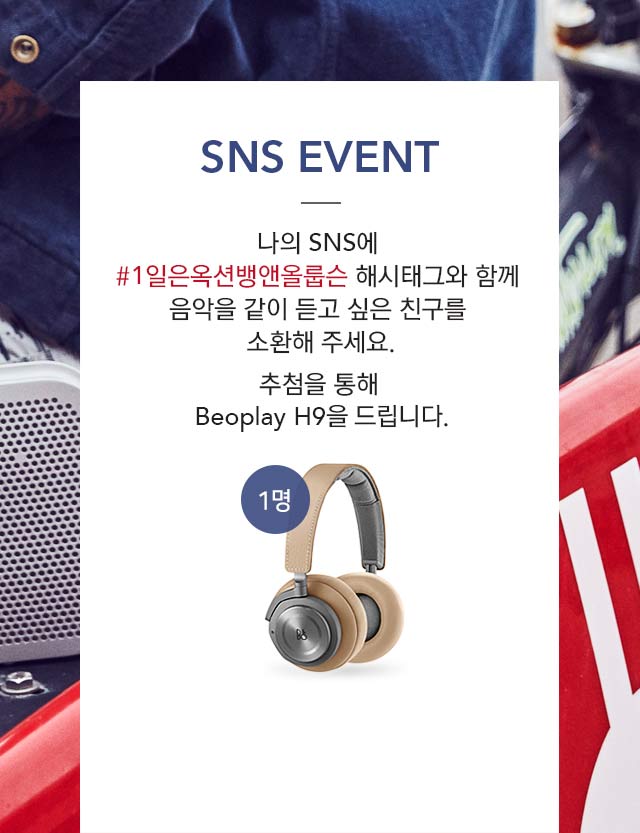 SNS EVENT
나의 SNS에
#1일은옥션뱅앤올룹슨 해시태그와 함께
음악을 같이 듣고 싶은 친구를
소환해 주세요.
추첨을 통해
Beoplay H9을 드립니다.
1명
B&O